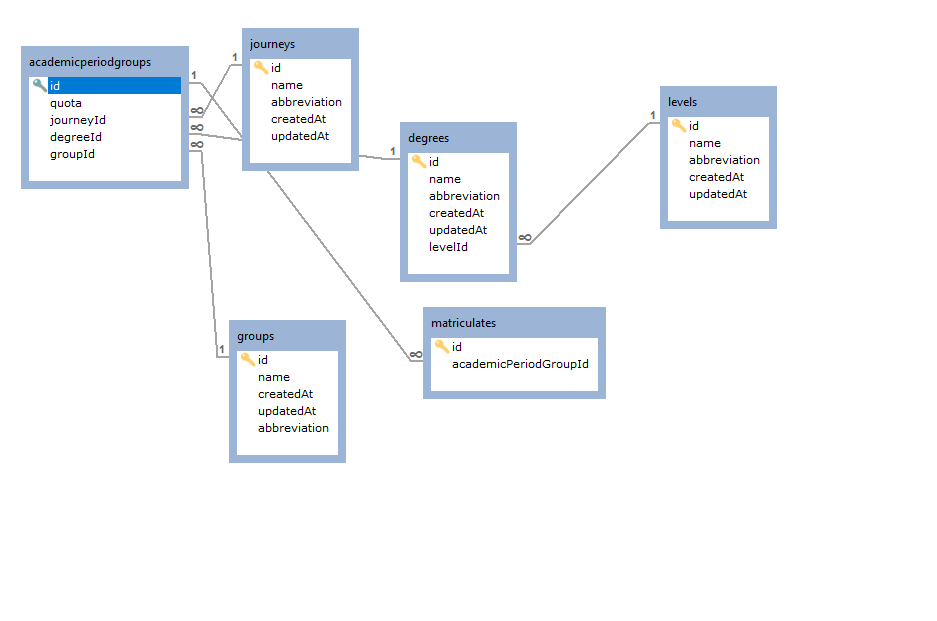 academicperiodgroups
id
quota
journeyId
degreeId
groupId
1
∞
∞
∞
journeys
id
name
abbreviation
createdAt
updatedAt
1
degrees
id
name
abbreviation
createdAt
updatedAt
levelId
1
∞
levels
id
name
abbreviation
createdAt
updatedAt
1
groups
id
name
createdAt
updatedAt
abbreviation
1
matriculates
id
academicPeriodGroupId
∞